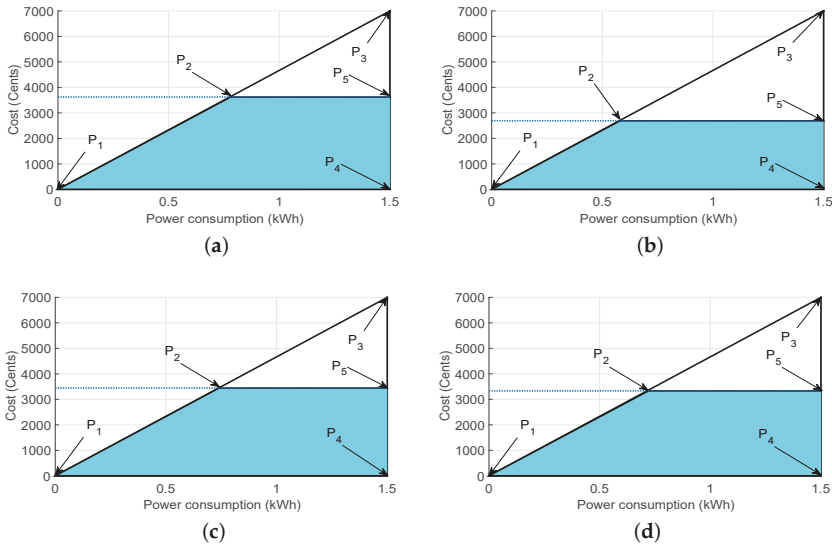 7000
6000
5000
4000
3000
2000
1000
0
Cost (Cents)
P1
P2
P3
P5
P4
0 0.5 1 1.5
Power consumption (kWh)
(a)
7000
6000
5000
4000
3000
2000
1000
0
Cost (Cents)
P1
P2
P3
P5
P4
0 0.5 1 1.5
Power consumption (kWh)
(b)
7000
6000
5000
4000
3000
2000
1000
0
Cost (Cents)
P1
P2
P3
P5
P4
0 0.5 1 1.5
Power consumption (kWh)
(c)
7000
6000
5000
4000
3000
2000
1000
0
Cost (Cents)
P1
P2
P3
P5
P4
0 0.5 1 1.5
Power consumption (kWh)
(d)